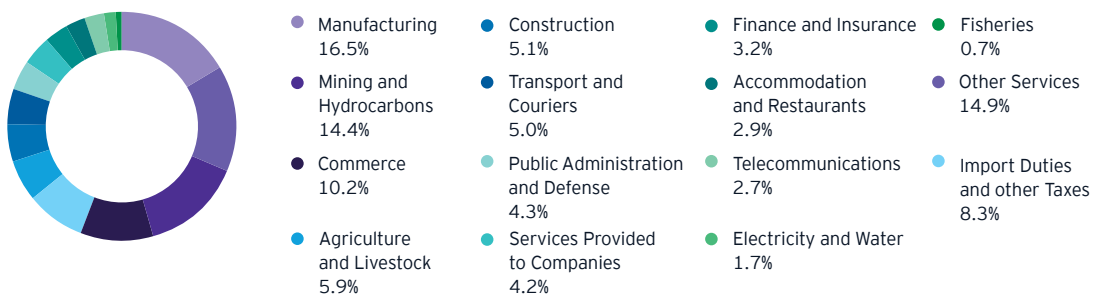 Manufacturing
16.5%
Mining and
Hydrocarbons
14.4%
Commerce
10.2%
Agriculture
and Livestock
5.9%
Construction
5.1%
Transport and
Couriers
5.0%
Public Administration
and Defense
4.3%
Services Provided
to Companies
4.2%
Finance and Insurance
3.2%
Accommodation
and Restaurants
2.9%
Telecommunications
2.7%
Electricity and Water
1.7%
Fisheries
0.7%
Other Services
14.9%
Import Duties
and other Taxes
8.3%